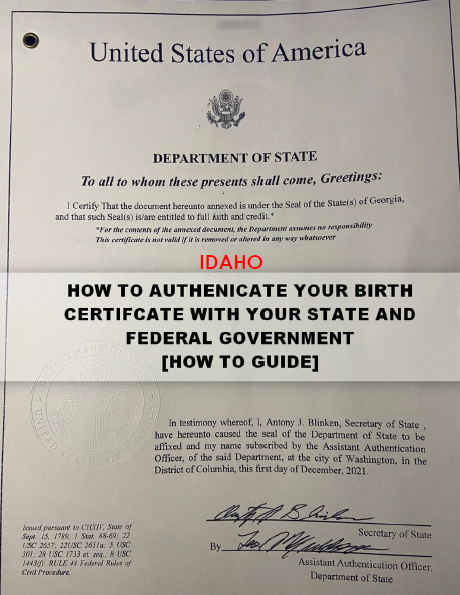 United States of America
DEPARTMENT OF STATE
To all to whom these presents shall come, Greetings:
I Certify That the document hereunto annexed is under the Seal of the State(s) of Georgia,
and that such Seal(s) is/are entitled to full faith and credit.*
*For the contents of the annexed document, the Department assumes no responsibility
This certificate is not valid if it is removed or altered in any way whatsoever
IDAHO
HOW TO AUTHENICATE YOUR BIRTH
CERTIFCATE WITH YOUR STATE AND
FEDERAL GOVERNMENT
[HOW TO GUIDE]
In testimony whereof, I, Antony J. Blinken, Secretary of State ,
have hereunto caused the seal of the Department of State to be
affixed and my name subscribed by the Assistant Authentication
Officer, of the said Department, at the city of Washington, in the
District of Columbia, this first day of December, 2021.
Issued pursuant to CHXIV, State of
Sept. 15, 1789, 1 Stat. 68-69; 22
USC 2657; 22USC 2651a; 5 USC
301; 28 USC 1733 et. seq.; 8 USC
1443(f); RULE 44 Federal Rules of
Civil Procedure.
Secretary of State
By
Assistant Authentication Officer,
Department of State